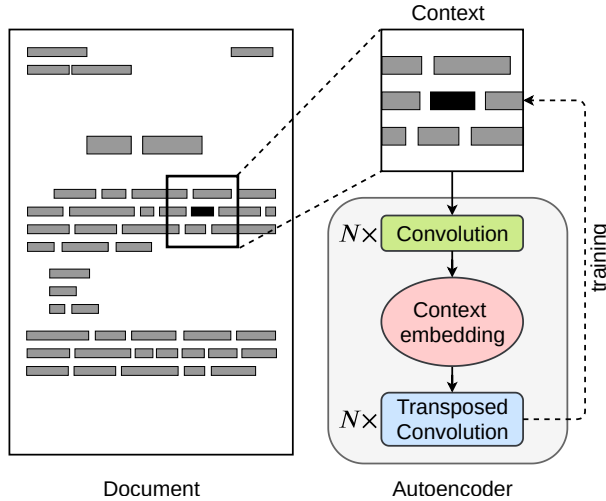 Context
N× Convolution
Context
embedding
N× Transposed
Convolution
training
Document
Autoencoder